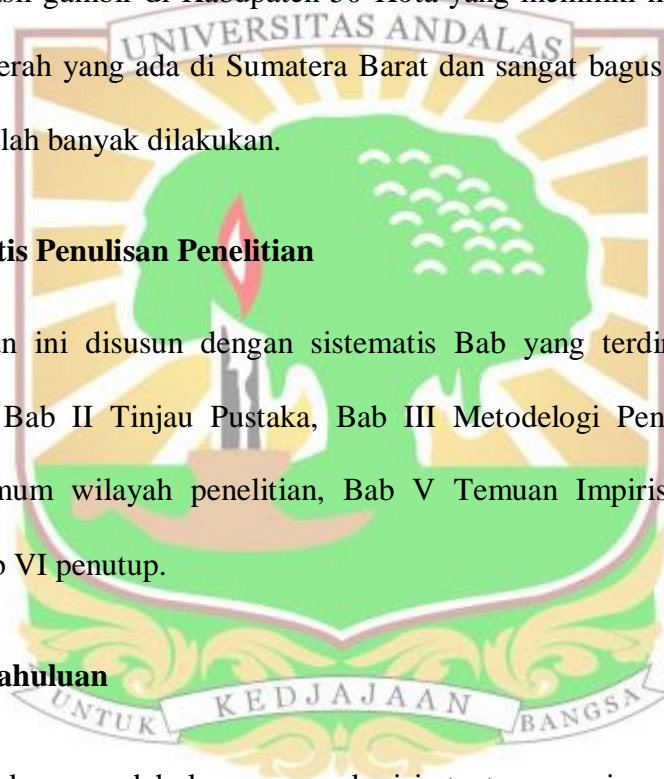 gambir di Kabupaten 50 Kota yang memiliki
UNIVERSITAS ANDALAS
erah yang ada di Sumatera Barat dan sangat bagus
lah banyak dilakukan.
tis Penulisan Penelitian
n ini disusun dengan sistematis Bab yang terdir
Bab II Tinjau Pustaka, Bab III Metodelogi Pen
mum wilayah penelitian, Bab V Temuan Impiris
b VI penutup.
ahuluan
UNTUK KEDJAJAAN BANGSA